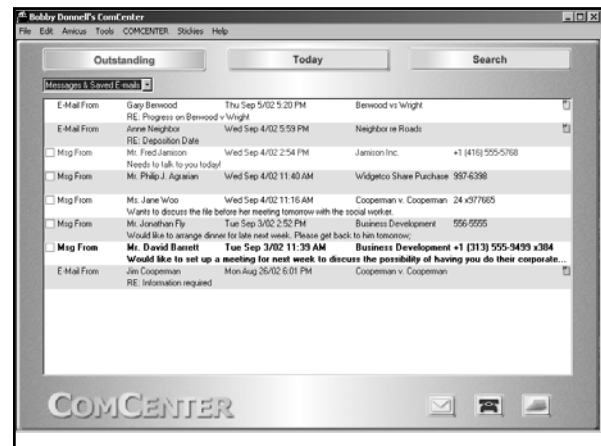 Bobby Donnell's ComCenter
File Edit Amicus Tools COMCENTER Stickies Help
Outstanding Today Search
Messages & Saved E-mails
E-Mail From Gary Berwood Thu Sep 5/02 5:20 PM Berwood vs Wright
RE: Progress on Berwood v Wright
E-Mail From Anne Neighbor Wed Sep 4/02 5:59 PM Neighbor re Roads
RE: Deposition Date
Msg From Mr. Fred Jamison Wed Sep 4/02 2:54 PM Jamison Inc. +1 (416) 555-5768
Needs to talk to you today!
Msg From Mr. Philip J. Agrarian Wed Sep 4/02 11:40 AM Widgetco Share Purchase 997-6398
Msg From Ms. Jane Woo Wed Sep 4/02 11:16 AM Cooperman v. Cooperman 24 x977665
Wants to discuss the file before her meeting tomorrow with the social worker.
Msg From Mr. Jonathan Fly Tue Sep 3/02 2:52 PM Business Development 556-5555
Would like to arrange dinner for late next week. Please get back to him tomorrow;
Msg From Mr. David Barrett Tue Sep 3/02 11:39 AM Business Development +1 (313) 555-9499 x384
Would like to set up a meeting for next week to discuss the possibility of having you do their corporate...
E-Mail From Jim Cooperman Mon Aug 26/02 6:01 PM Cooperman v. Cooperman
RE: Information required
COMCENTER